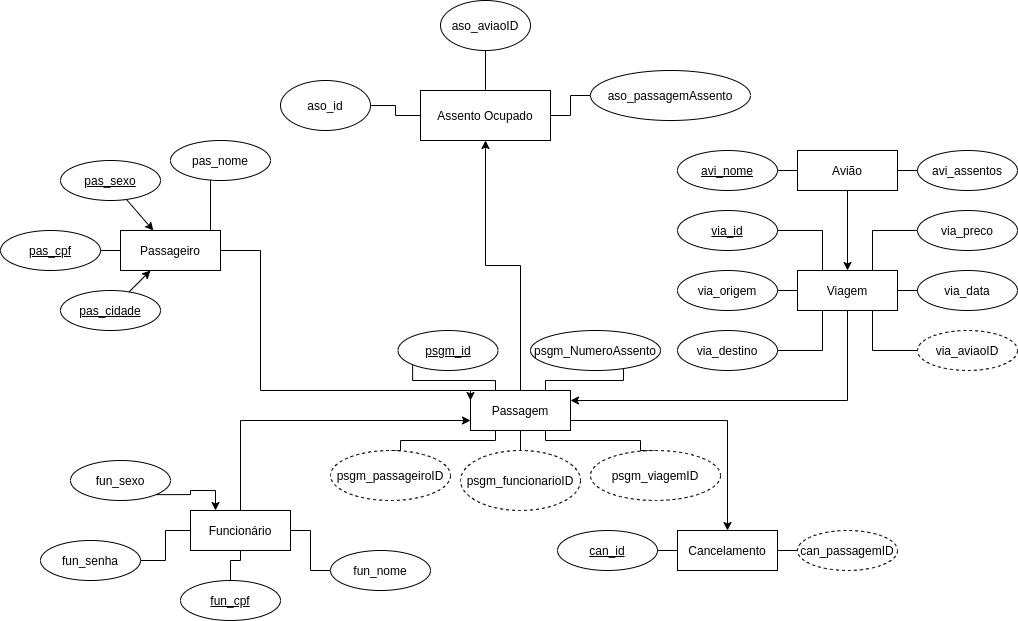 aso_aviaoID
aso_id
Assento Ocupado
aso_passagemAssento
pas_nome
pas_sexo
pas_cpf
Passageiro
pas_cidade
avi_nome
Avião
avi_assentos
via_id
via_preco
via_origem
Viagem
via_data
via_destino
via_aviaoID
psgm_id
psgm_NumeroAssento
Passagem
psgm_passageiroID
psgm_funcionarioID
psgm_viagemID
fun_sexo
Funcionário
fun_senha
fun_nome
fun_cpf
can_id
Cancelamento
can_passagemID